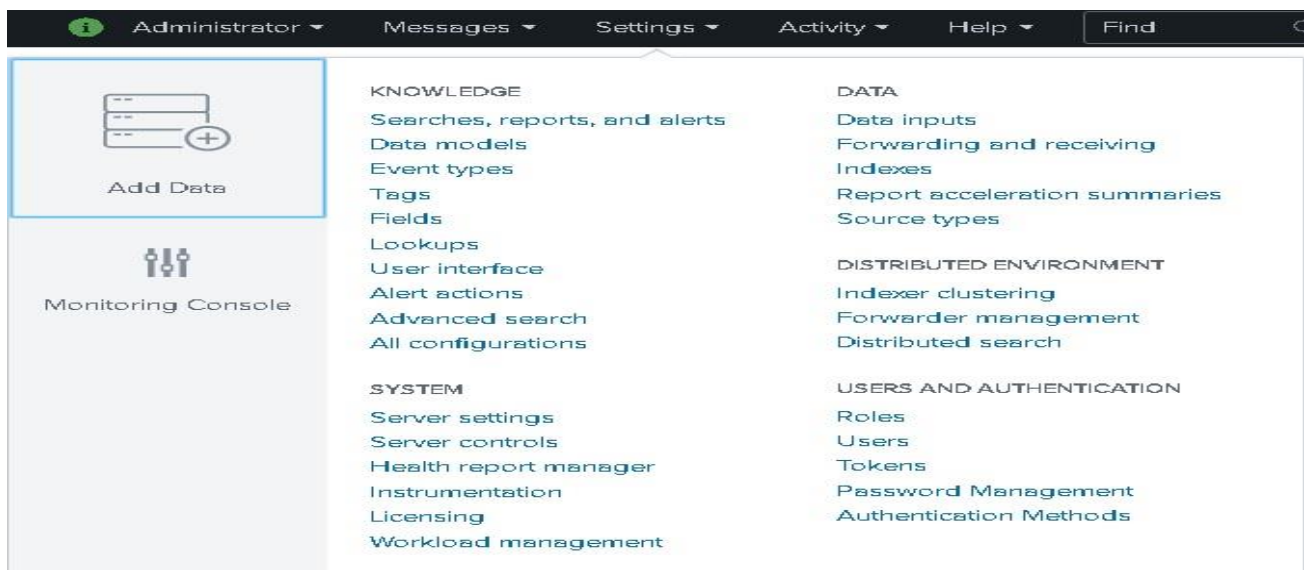 i Administrator Messages Settings Activity Help Find
Add Data
Monitoring Console
KNOWLEDGE
Searches, reports, and alerts
Data models
Event types
Tags
Fields
Lookups
User interface
Alert actions
Advanced search
All configurations
SYSTEM
Server settings
Server controls
Health report manager
Instrumentation
Licensing
Workload management
DATA
Data inputs
Forwarding and receiving
Indexes
Report acceleration summaries
Source types
DISTRIBUTED ENVIRONMENT
Indexer clustering
Forwarder management
Distributed search
USERS AND AUTHENTICATION
Roles
Users
Tokens
Password Management
Authentication Methods